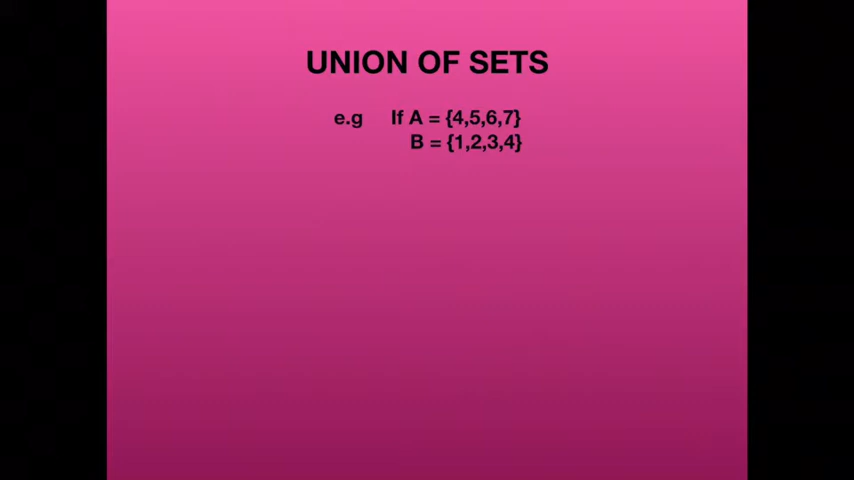 UNION OF SETS
e.g If A = {4,5,6,7}
B = {1,2,3,4}